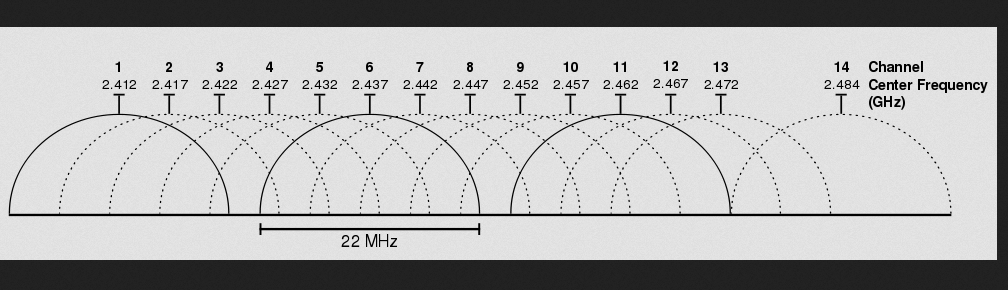 1 2 3 4 5 6 7 8 9 10 11 12 13 14 Channel
2.412 2.417 2.422 2.427 2.432 2.437 2.442 2.447 2.452 2.457 2.462 2.467 2.472 2.484 Center Frequency
(GHz)
22 MHz